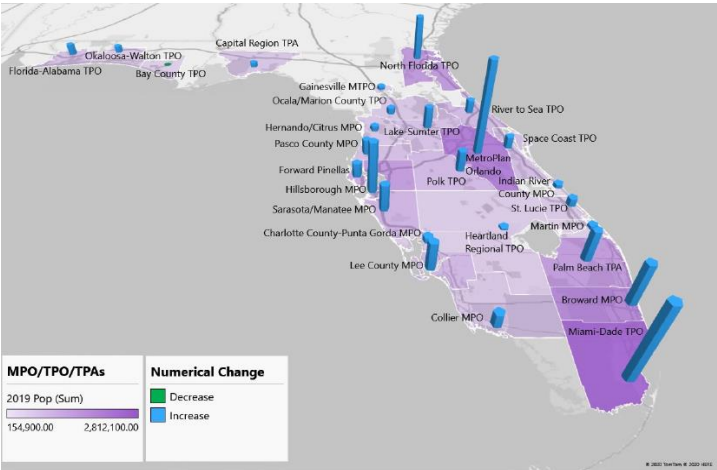 Capital Region TPA
Okaloosa-Walton TPO
Florida-Alabama TPO
Bay County TPO
North Florida TPO
Gainesville MTPO
Ocala/Marion County TPO
River to Sea TPO
Hernando/Citrus MPO
Lake-Sumter TPO
Space Coast TPO
Pasco County MPO
MetroPlan
Orlando
Forward Pinellas
Polk TPO
Indian River
County MPO
Hillsborough MPO
St. Lucie TPO
Sarasota/Manatee MPO
Martin MPO
Charlotte County-Punta Gorda MPO
Heartland
Regional TPO
Lee County MPO
Palm Beach TPA
Broward MPO
Collier MPO
Miami-Dade TPO
MPO/TPO/TPAs
2019 Pop (Sum)
154,900.00 2,812,100.00
Numerical Change
Decrease
Increase
© 2020 TomTom © 2020 HERE